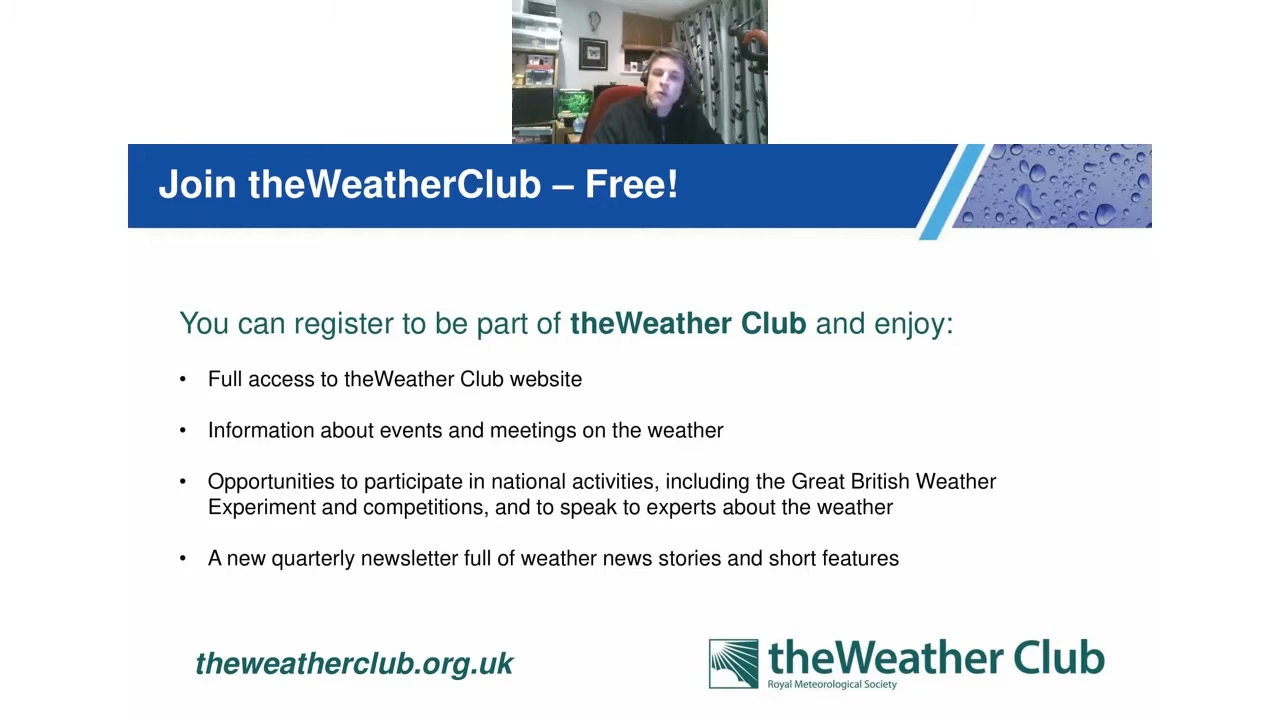 Join theWeatherClub – Free!
You can register to be part of theWeather Club and enjoy:
• Full access to theWeather Club website
• Information about events and meetings on the weather
• Opportunities to participate in national activities, including the Great British Weather
Experiment and competitions, and to speak to experts about the weather
• A new quarterly newsletter full of weather news stories and short features
theweatherclub.org.uk
theWeather Club
Royal Meteorological Society